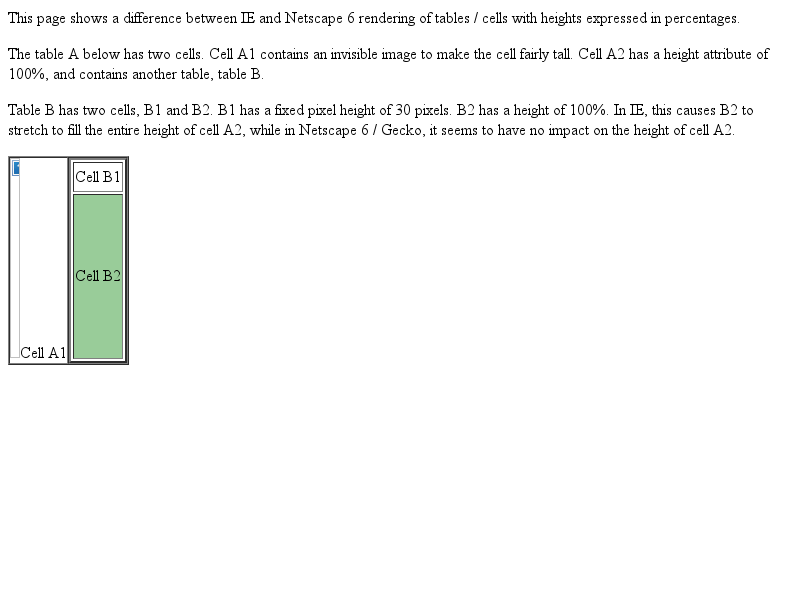 This page shows a difference between IE and Netscape 6 rendering of tables / cells with heights expressed in percentages.
The table A below has two cells. Cell A1 contains an invisible image to make the cell fairly tall. Cell A2 has a height attribute of
100%, and contains another table, table B.
Table B has two cells, B1 and B2. B1 has a fixed pixel height of 30 pixels. B2 has a height of 100%. In IE, this causes B2 to
stretch to fill the entire height of cell A2, while in Netscape 6 / Gecko, it seems to have no impact on the height of cell A2.
Cell B1
Cell B2
Cell A1